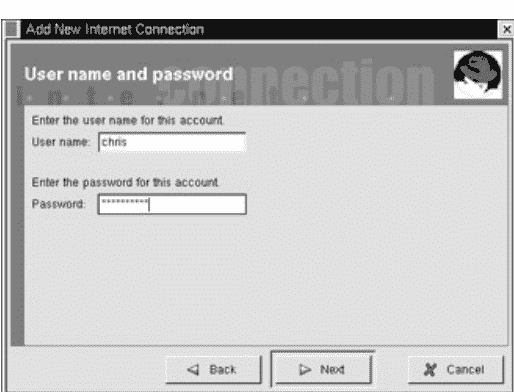 Add New Internet Connection
User name and password
Internet connection
Enter the user name for this account.
User name: chris
Enter the password for this account.
Password: **********
Back
Next
Cancel